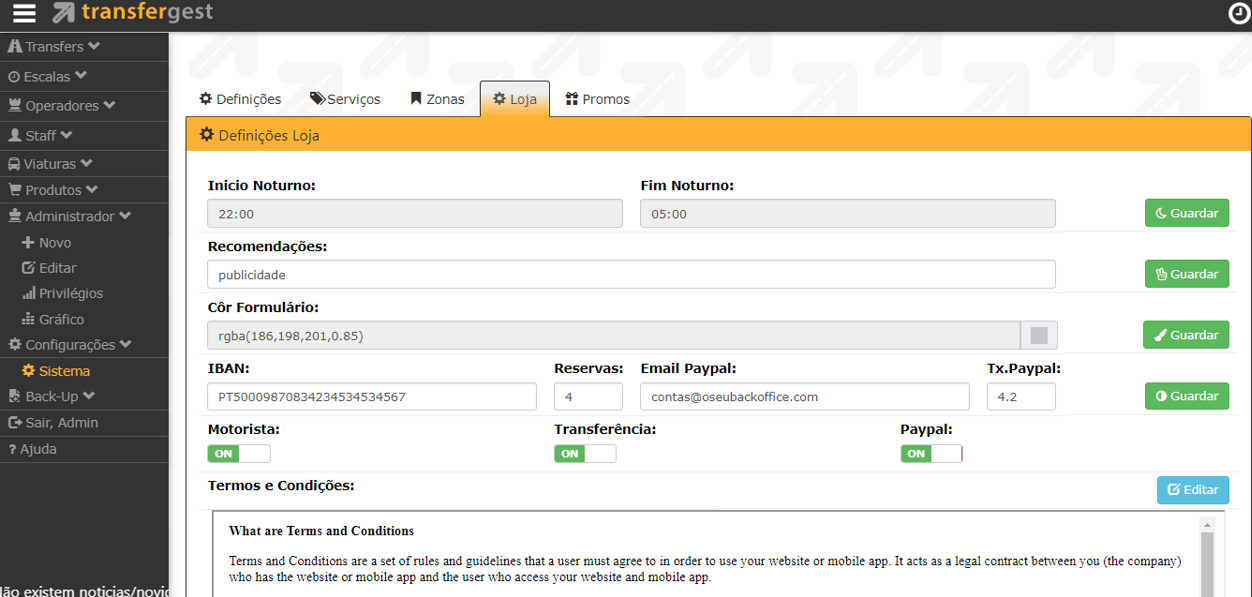 transfergest
Transfers
Escalas
Operadores
Staff
Viaturas
Produtos
Administrador
Novo
Editar
Privilégios
Gráfico
Configurações
Sistema
Back-Up
Sair, Admin
? Ajuda
existem noticias/novid
Definições Serviços Zonas Loja Promos
Definições Loja
Inicio Noturno: Fim Noturno:
22:00 05:00 Guardar
Recomendações:
publicidade Guardar
Côr Formulário:
rgba(186,198,201,0.85) Guardar
IBAN: Reservas: Email Paypal: Tx.Paypal:
PT50009870834234534534567 4 contas@oseubackoffice.com 4.2 Guardar
Motorista: Transferência: Paypal:
ON ON ON
Termos e Condições: Editar
What are Terms and Conditions
Terms and Conditions are a set of rules and guidelines that a user must agree to in order to use your website or mobile app. It acts as a legal contract between you (the company)
who has the website or mobile app and the user who access your website and mobile app.